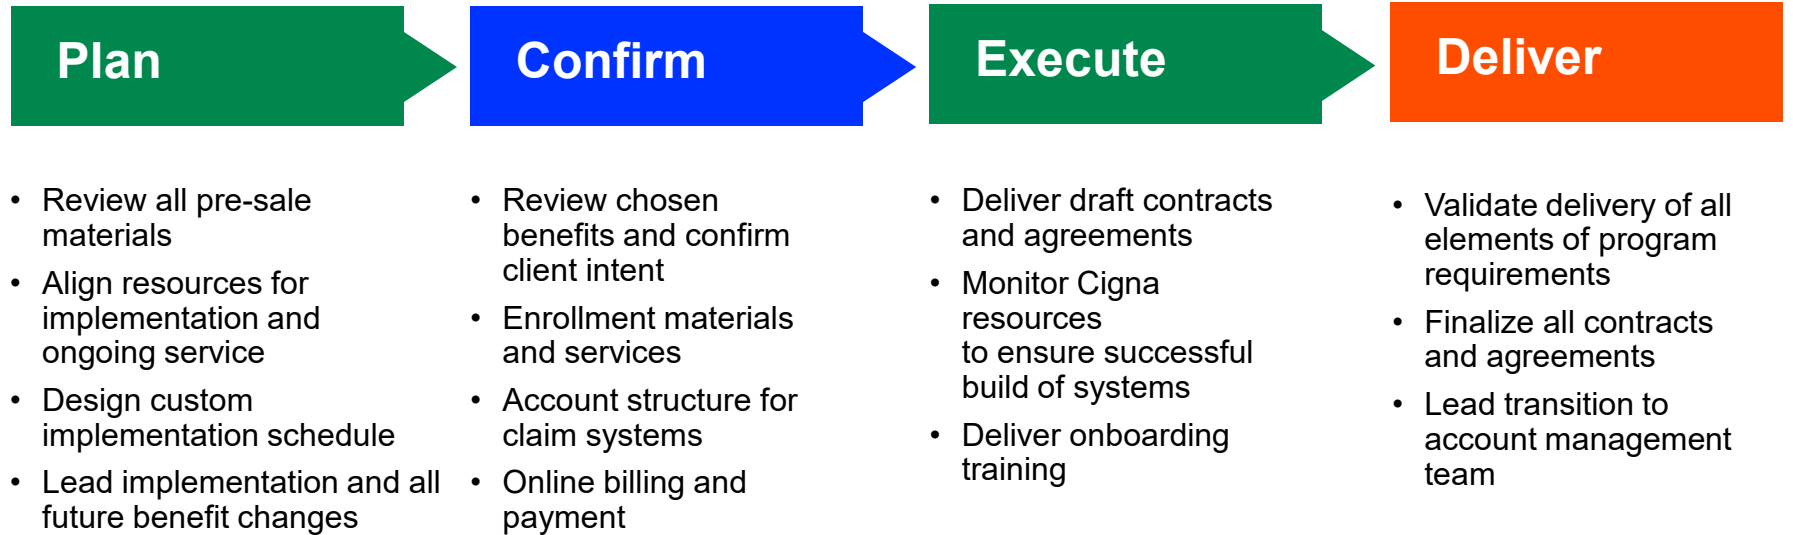 Plan
• Review all pre-sale
materials
• Align resources for
implementation and
ongoing service
• Design custom
implementation schedule
• Lead implementation and all
future benefit changes
Confirm
• Review chosen
benefits and confirm
client intent
• Enrollment materials
and services
• Account structure for
claim systems
• Online billing and
payment
Execute
• Deliver draft contracts
and agreements
• Monitor Cigna
resources
to ensure successful
build of systems
• Deliver onboarding
training
Deliver
• Validate delivery of all
elements of program
requirements
• Finalize all contracts
and agreements
• Lead transition to
account management
team